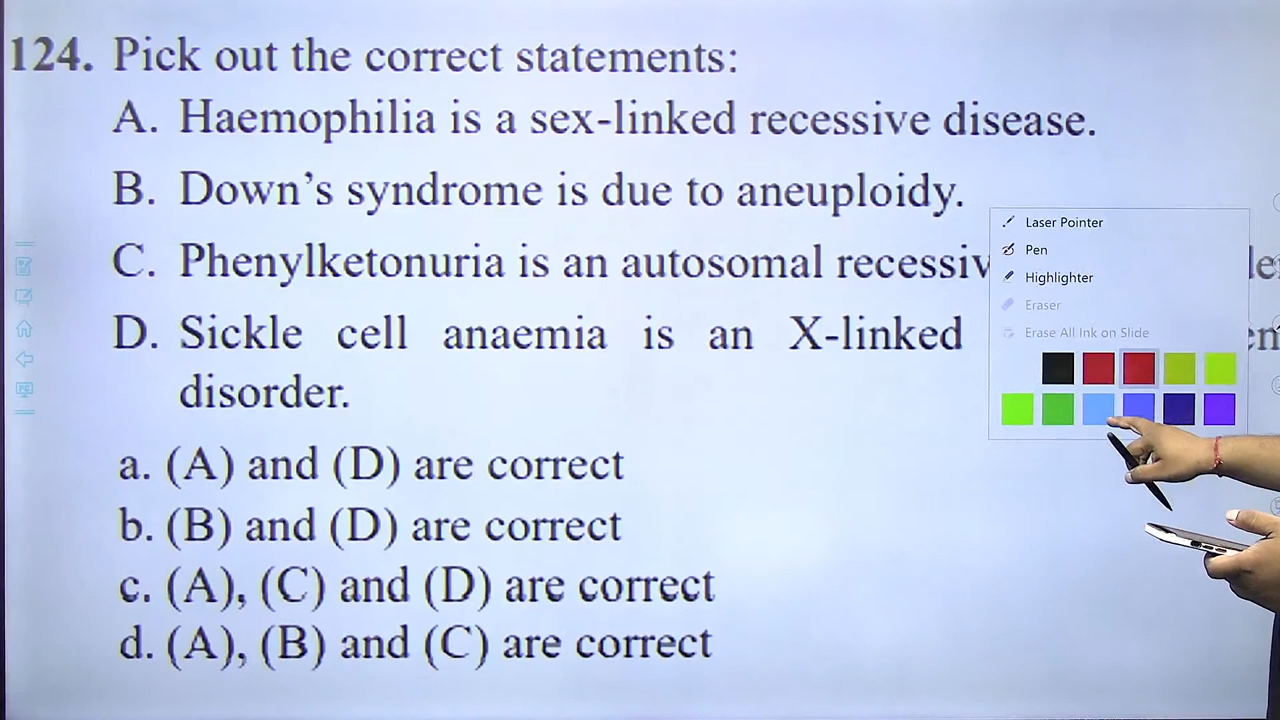 124. Pick out the correct statements:
A. Haemophilia is a sex-linked recessive disease.
B. Down's syndrome is due to aneuploidy.
C. Phenylketonuria is an autosomal
D. Sickle cell anaemia is an X-linked
disorder.
a. (A) and (D) are correct
b. (B) and (D) are correct
c. (A), (C) and (D) are correct
d. (A), (B) and (C) are correct
Laser Pointer
Pen
Highlighter
Eraser
Erase All Ink on Slide
PC